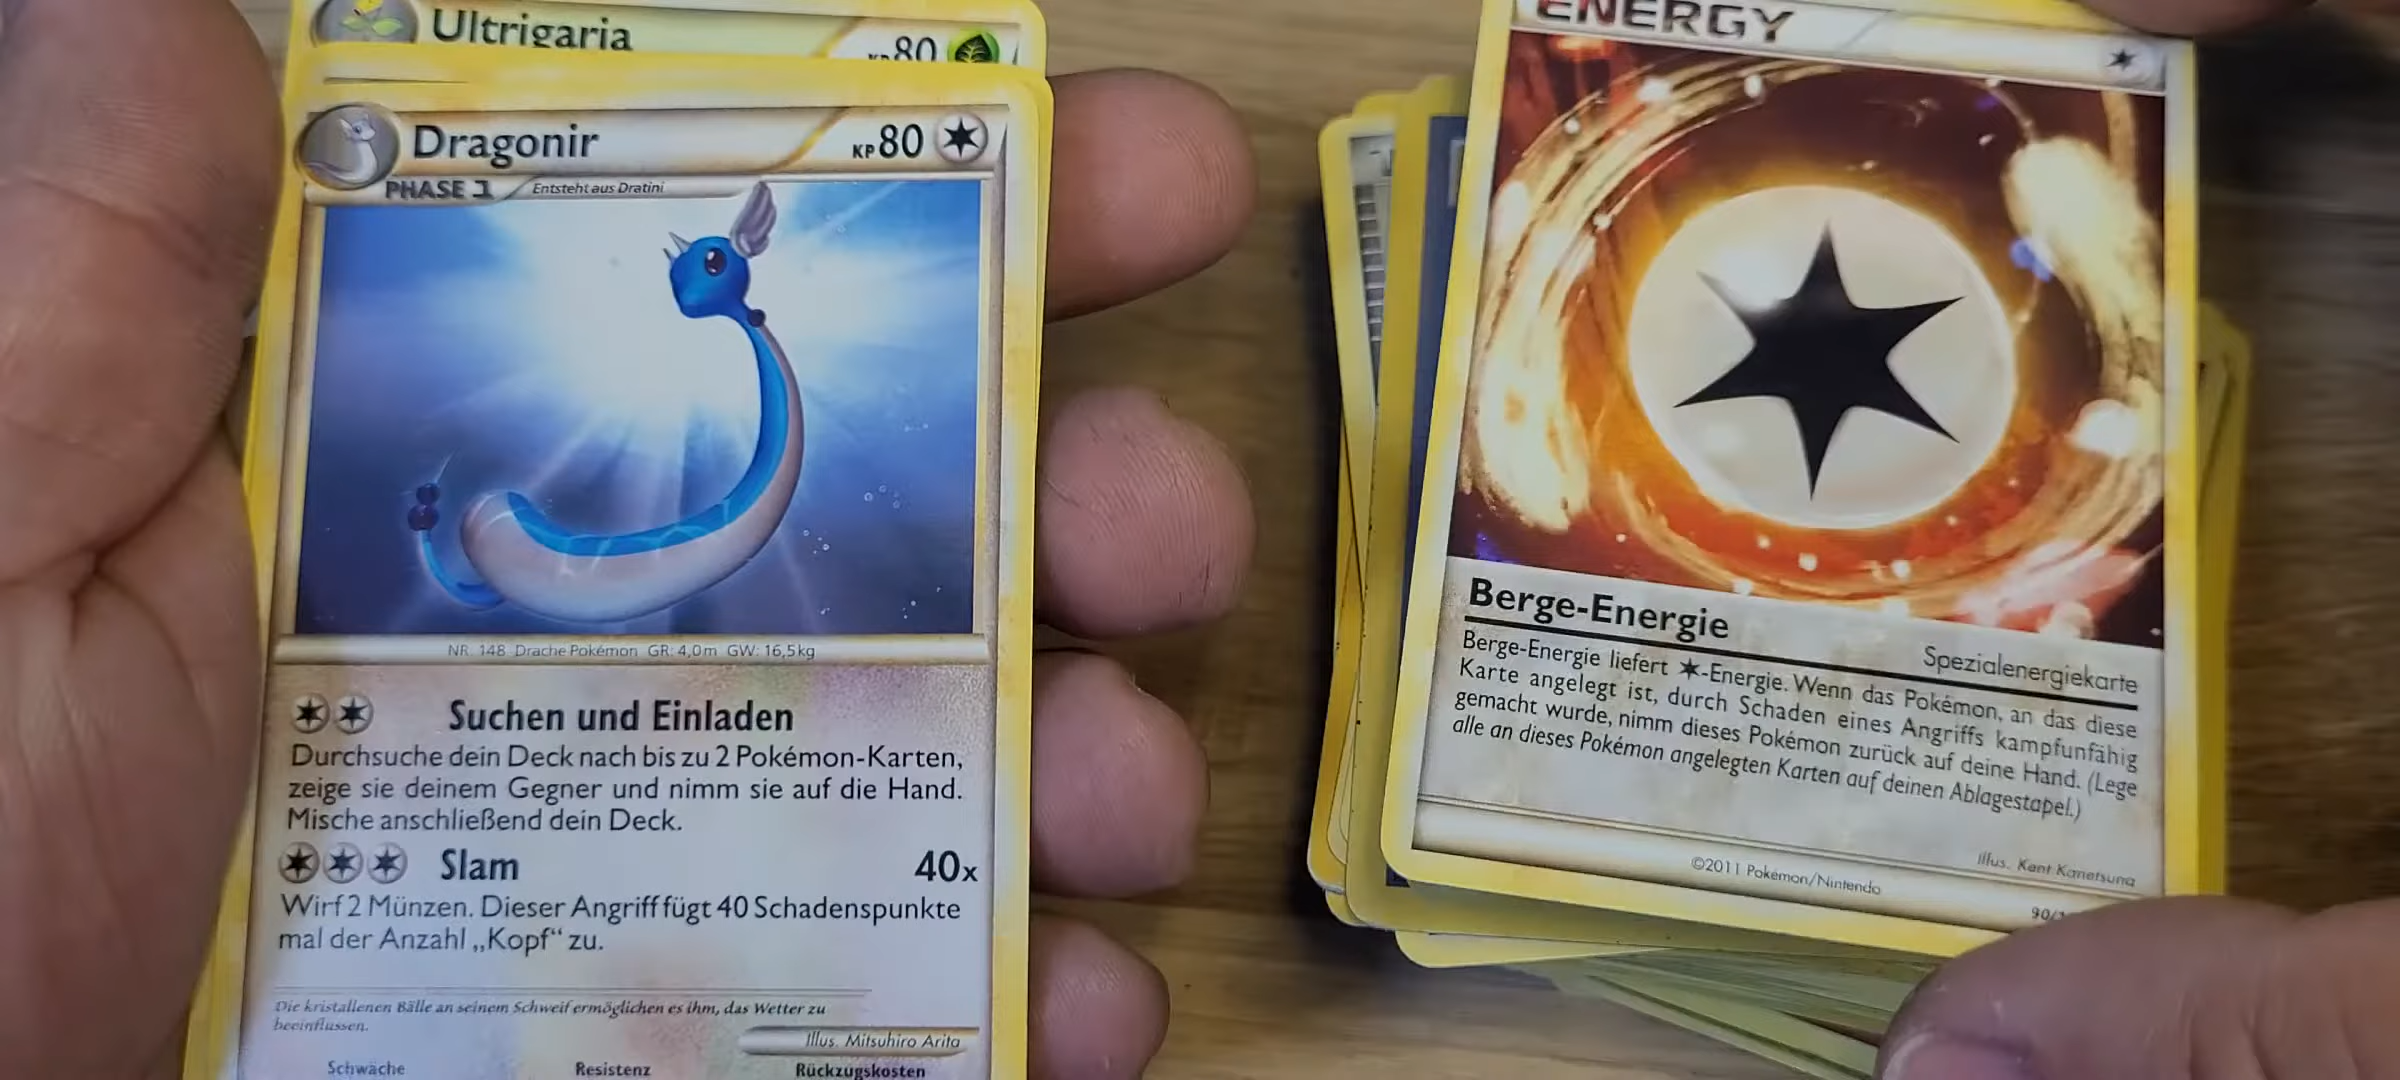 Ultrigaria
KP 80
Dragonir
KP 80
PHASE 1
Entsteht aus Dratini
NR. 148 Drache Pokémon GR: 4,0m GW: 16,5kg
Suchen und Einladen
Durchsuche dein Deck nach bis zu 2 Pokémon-Karten,
zeige sie deinem Gegner und nimm sie auf die Hand.
Mische anschließend dein Deck.
Slam 40x
Wirf 2 Münzen. Dieser Angriff fügt 40 Schadenspunkte
mal der Anzahl „Kopf“ zu.
Die kristallenen Bälle an seinem Schweif ermöglichen es ihm, das Wetter zu
beeinflussen.
Illus. Mitsuhiro Arita
Schwäche Resistenz Rückzugskosten
ENERGY
Berge-Energie
Spezialenergiekarte
Berge-Energie liefert -Energie. Wenn das Pokémon, an das diese
Karte angelegt ist, durch Schaden eines Angriffs kampfunfähig
gemacht wurde, nimm dieses Pokémon zurück auf deine Hand. (Lege
alle an dieses Pokémon angelegten Karten auf deinen Ablagestapel.)
Illus. Kent Kanetsuna
©2011 Pokémon/Nintendo
90/